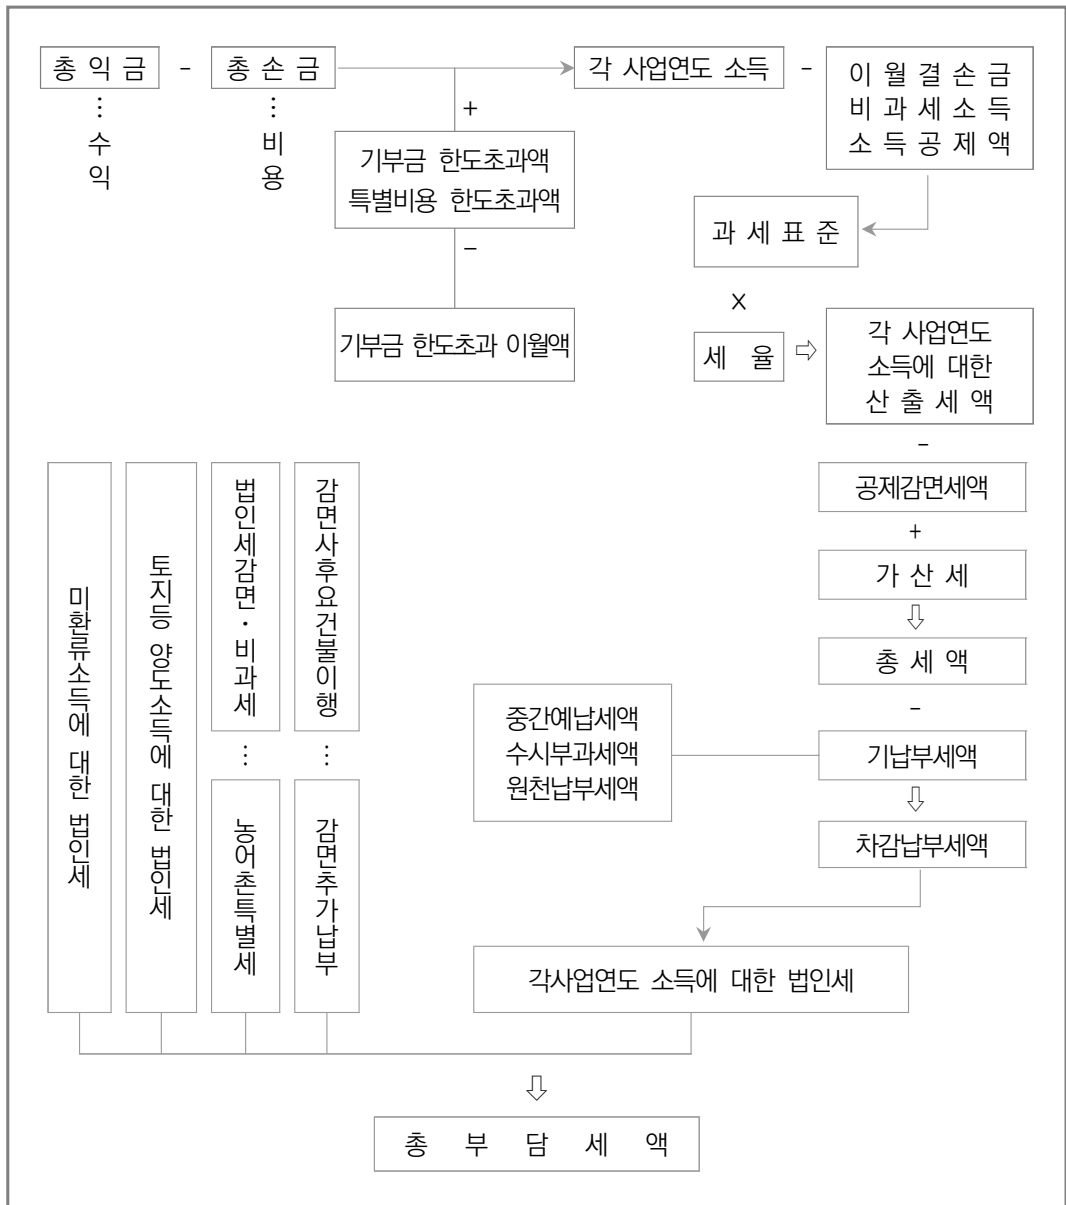 총 익 금 - 총 손 금 각 사업연도 소득 -
이 월 결 손 금
비 과 세 소 득
소 득 공 제 액
⋮ 수익
⋮ 비용
+
기부금 한도초과액
특별비용 한도초과액
-
기부금 한도초과 이월액
과 세 표 준
X
세 율 ⇨
각 사업연도
소득에 대한
산 출 세 액
-
공제감면세액
+
가 산 세
⇩
총 세 액
-
기납부세액
중간예납세액
수시부과세액
원천납부세액
⇩
차감납부세액
각사업연도 소득에 대한 법인세
미환류소득에 대한 법인세
토지등 양도소득에 대한 법인세
법인세감면·비과세
⋮
농어촌특별세
감면사후요건불이행
⋮
감면추가납부
⇩
총 부 담 세 액